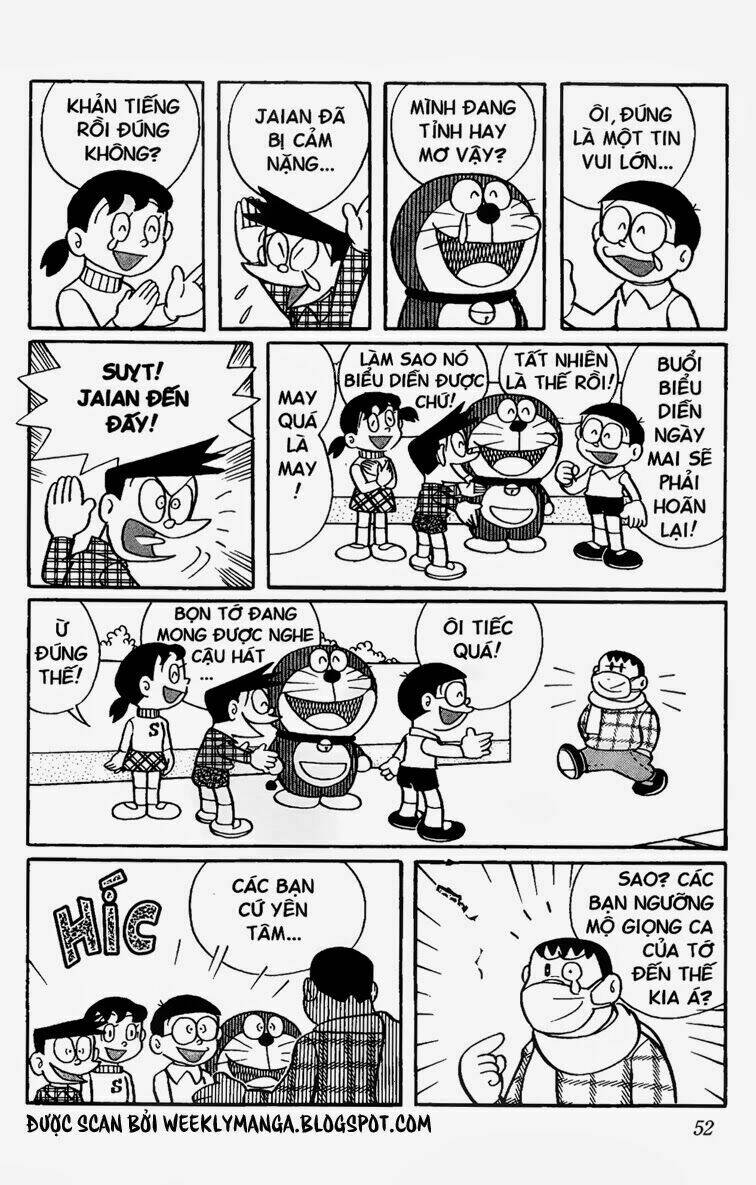 ÔI, ĐÚNG
LÀ MỘT TIN
VUI LỚN...
MÌNH ĐANG
TỈNH HAY
MƠ VẬY?
JAIAN ĐÃ
BỊ CẢM
NẶNG...
KHẢN TIẾNG
RỒI ĐÚNG
KHÔNG?
BUỔI
BIỂU
DIỄN
NGÀY
MAI SẼ
PHẢI
HOÃN
LẠI!
TẤT NHIÊN
LÀ THẾ RỒI!
LÀM SAO NÓ
BIỂU DIỄN ĐƯỢC
CHỨ!
MAY
QUÁ
LÀ
MAY
!
SUỴT!
JAIAN ĐẾN
ĐẤY!
ÔI TIẾC
QUÁ!
BỌN TỚ ĐANG
MONG ĐƯỢC NGHE
CẬU HÁT
...
Ừ
ĐÚNG
THẾ!
S
SAO? CÁC
BẠN NGƯỠNG
MỘ GIỌNG CA
CỦA TỚ
ĐẾN THẾ
KIA Á?
CÁC BẠN
CỨ YÊN
TÂM...
HÍC
S
ĐƯỢC SCAN BỞI WEEKLYMANGA.BLOGSPOT.COM
52